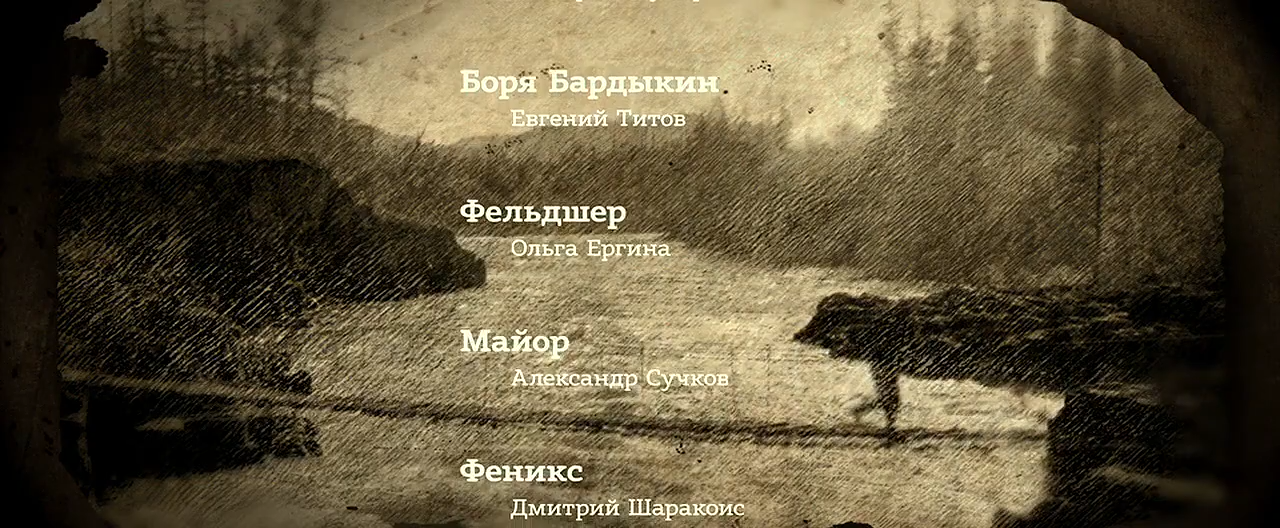 Боря Бардыкин
Евгений Титов
Фельдшер
Ольга Ергина
Майор
Александр Сучков
Феникс
Дмитрий Шаракоис